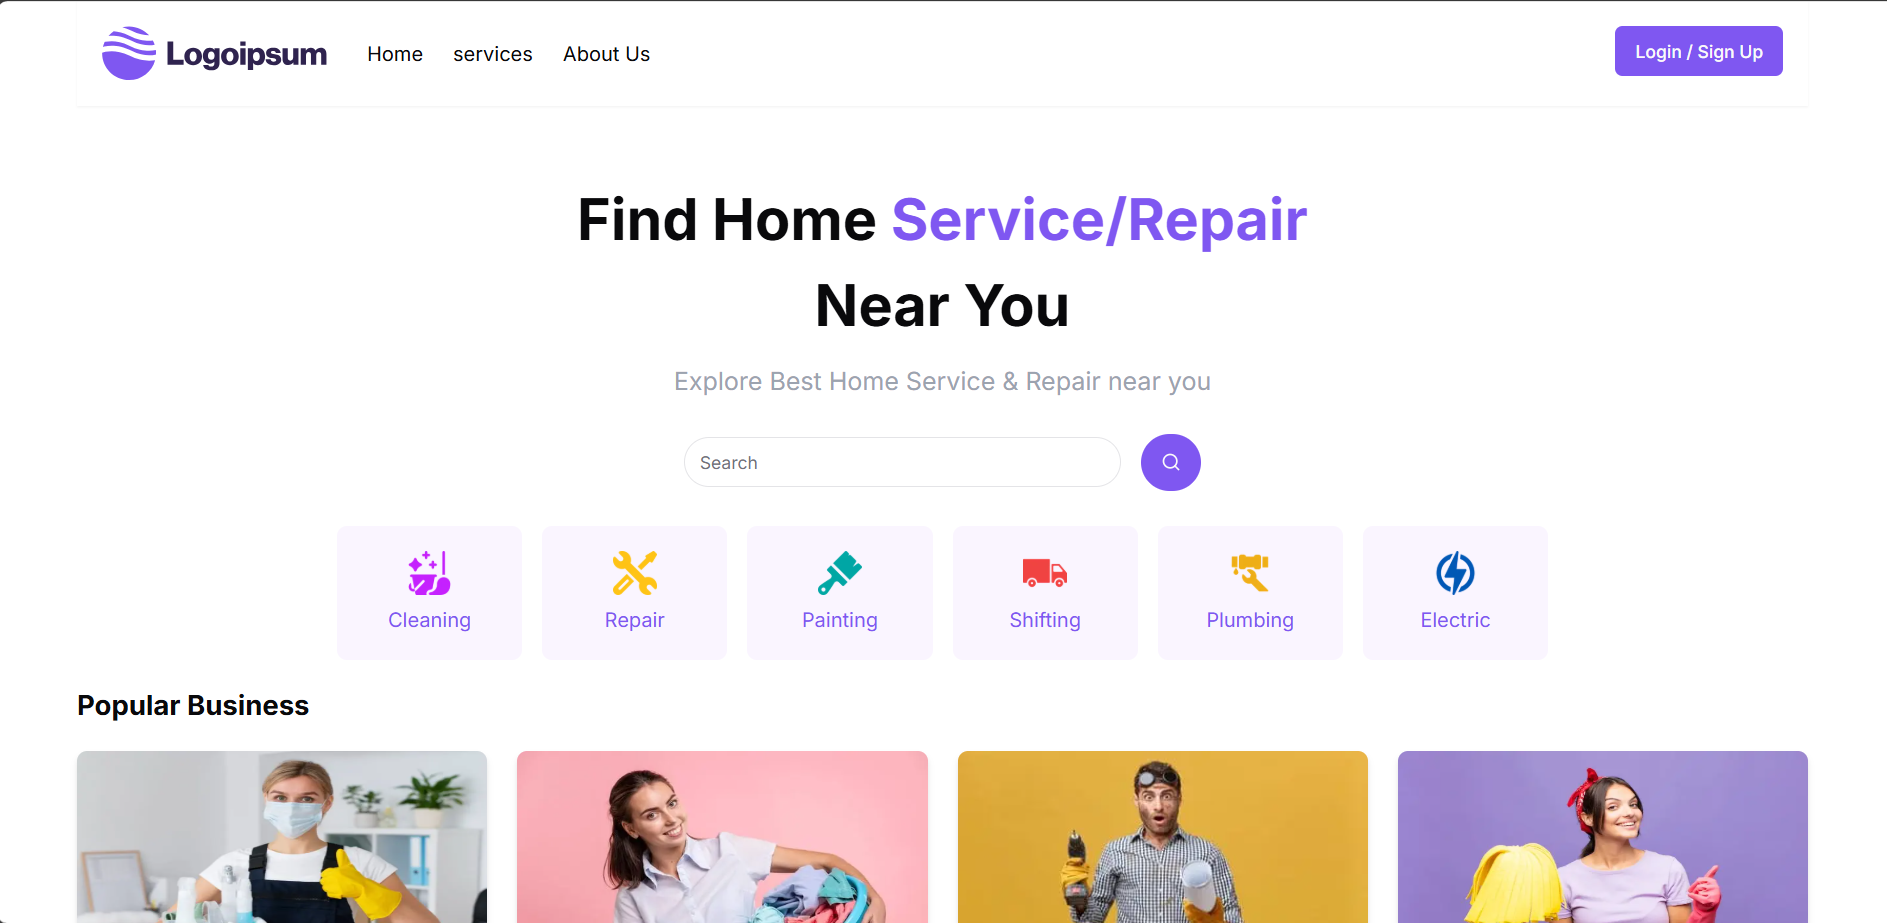 Logoipsum
Home
services
About Us
Login / Sign Up
Find Home Service/Repair
Near You
Explore Best Home Service & Repair near you
Search
Cleaning
Repair
Painting
Shifting
Plumbing
Electric
Popular Business